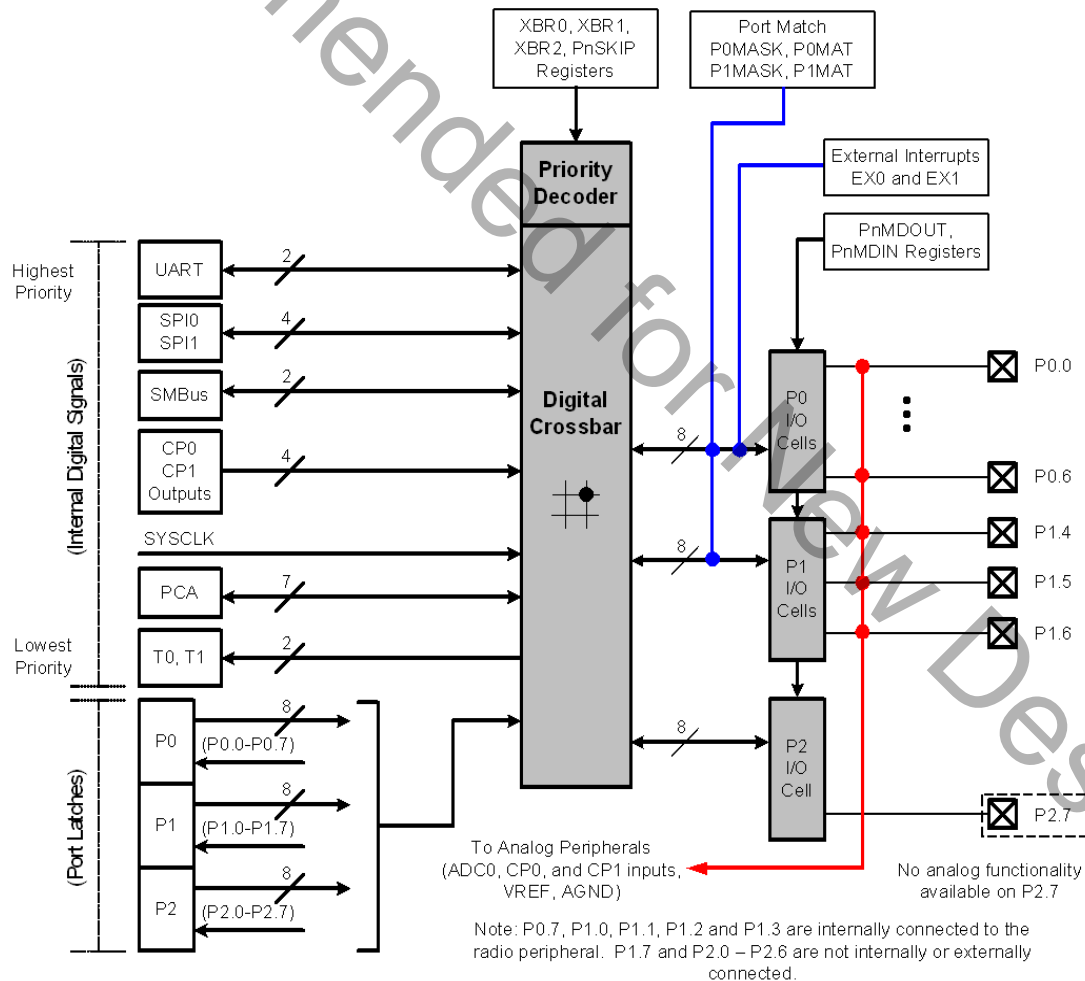 XBR0, XBR1,
XBR2, PnSKIP
Registers
Port Match
P0MASK, P0MAT
P1MASK, P1MAT
External Interrupts
EX0 and EX1
PnMDOUT,
PnMDIN Registers
Priority
Decoder
Digital
Crossbar
Highest
Priority
(Internal Digital Signals)
Lowest
Priority
UART
2
SPI0
SPI1
4
SMBus
2
CP0
CP1
Outputs
4
SYSCLK
PCA
7
T0, T1
2
(Port Latches)
P0
8
(P0.0-P0.7)
P1
8
(P1.0-P1.7)
P2
8
(P2.0-P2.7)
8
P0
I/O
Cells
8
P1
I/O
Cells
8
P2
I/O
Cell
P0.0
P0.6
P1.4
P1.5
P1.6
P2.7
To Analog Peripherals
(ADC0, CP0, and CP1 inputs,
VREF, AGND)
No analog functionality
available on P2.7
Note: P0.7, P1.0, P1.1, P1.2 and P1.3 are internally connected to the
radio peripheral. P1.7 and P2.0 – P2.6 are not internally or externally
connected.
mended for New Des